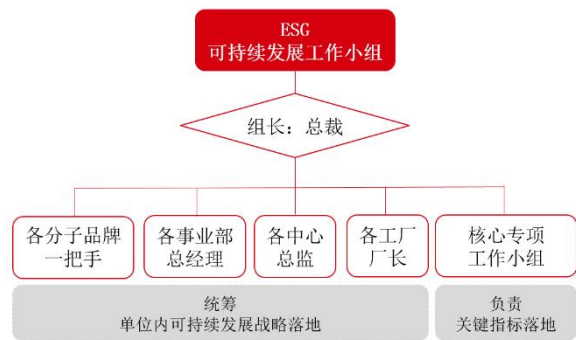 ESG
可持续发展工作小组
组长：总裁
各分子品牌
一把手
各事业部
总经理
各中心
总监
各工厂
厂长
核心专项
工作小组
统筹
单位内可持续发展战略落地
负责
关键指标落地